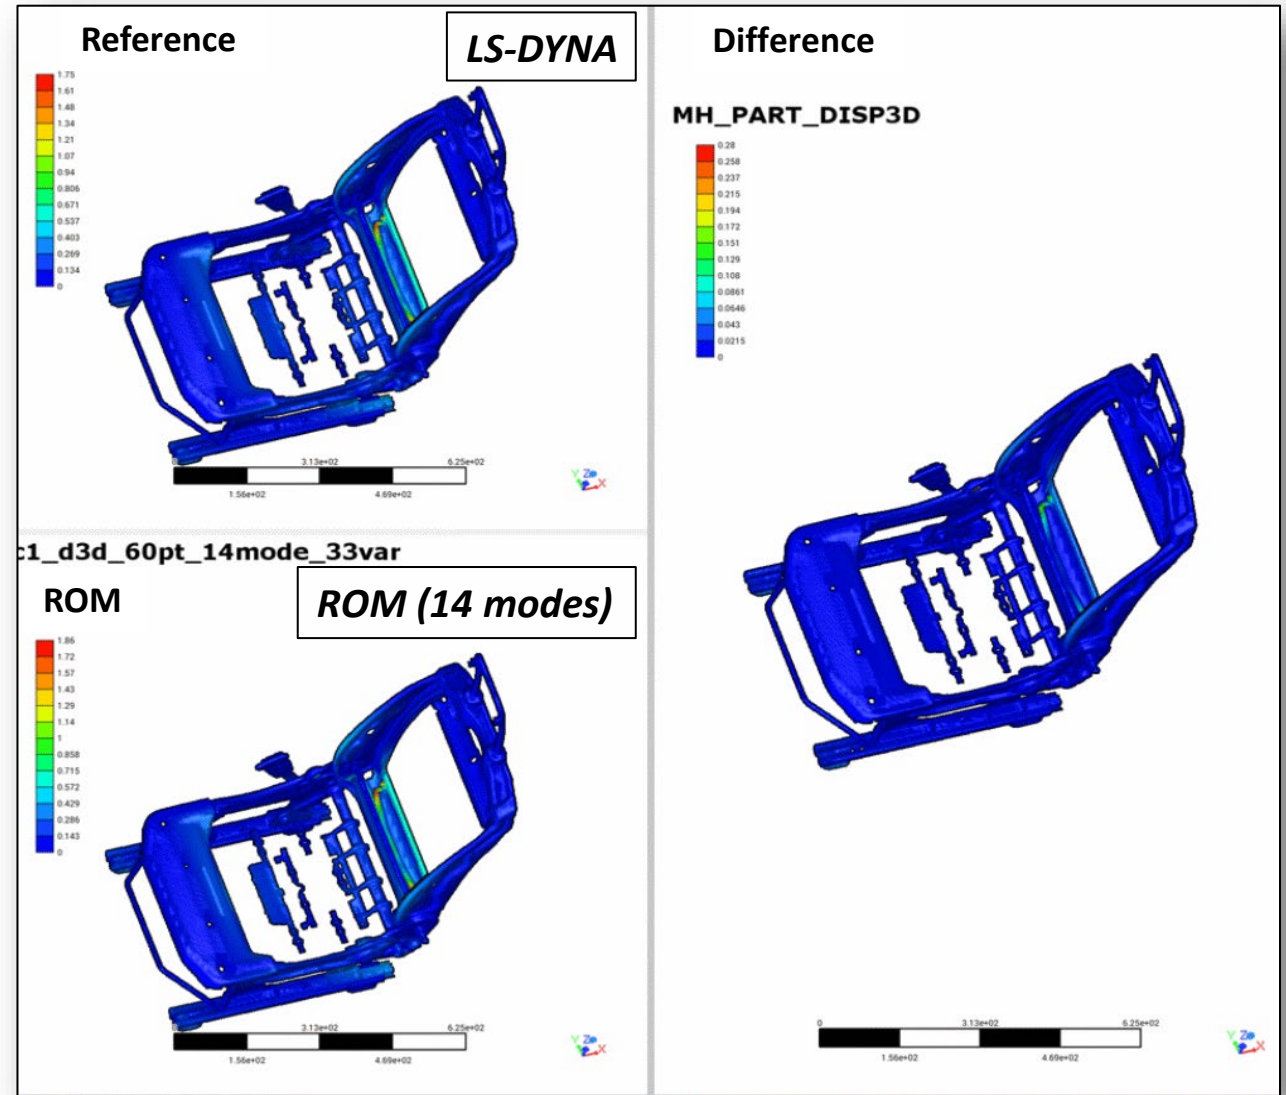 Reference
LS-DYNA
1.75
1.61
1.48
1.34
1.21
1.07
0.94
0.806
0.671
0.537
0.403
0.269
0.134
0
3.13e+02
6.25e+02
1.56e+02
4.69e+02
Y Z X
c1_d3d_60pt_14mode_33var
ROM
ROM (14 modes)
1.86
1.72
1.57
1.43
1.29
1.14
1
0.858
0.715
0.572
0.429
0.286
0.143
0
3.13e+02
6.25e+02
1.56e+02
4.69e+02
Y Z X
Difference
MH_PART_DISP3D
0.28
0.258
0.237
0.215
0.194
0.172
0.151
0.129
0.108
0.0861
0.0646
0.043
0.0215
0
0
3.13e+02
6.25e+02
1.56e+02
4.69e+02
Y Z X